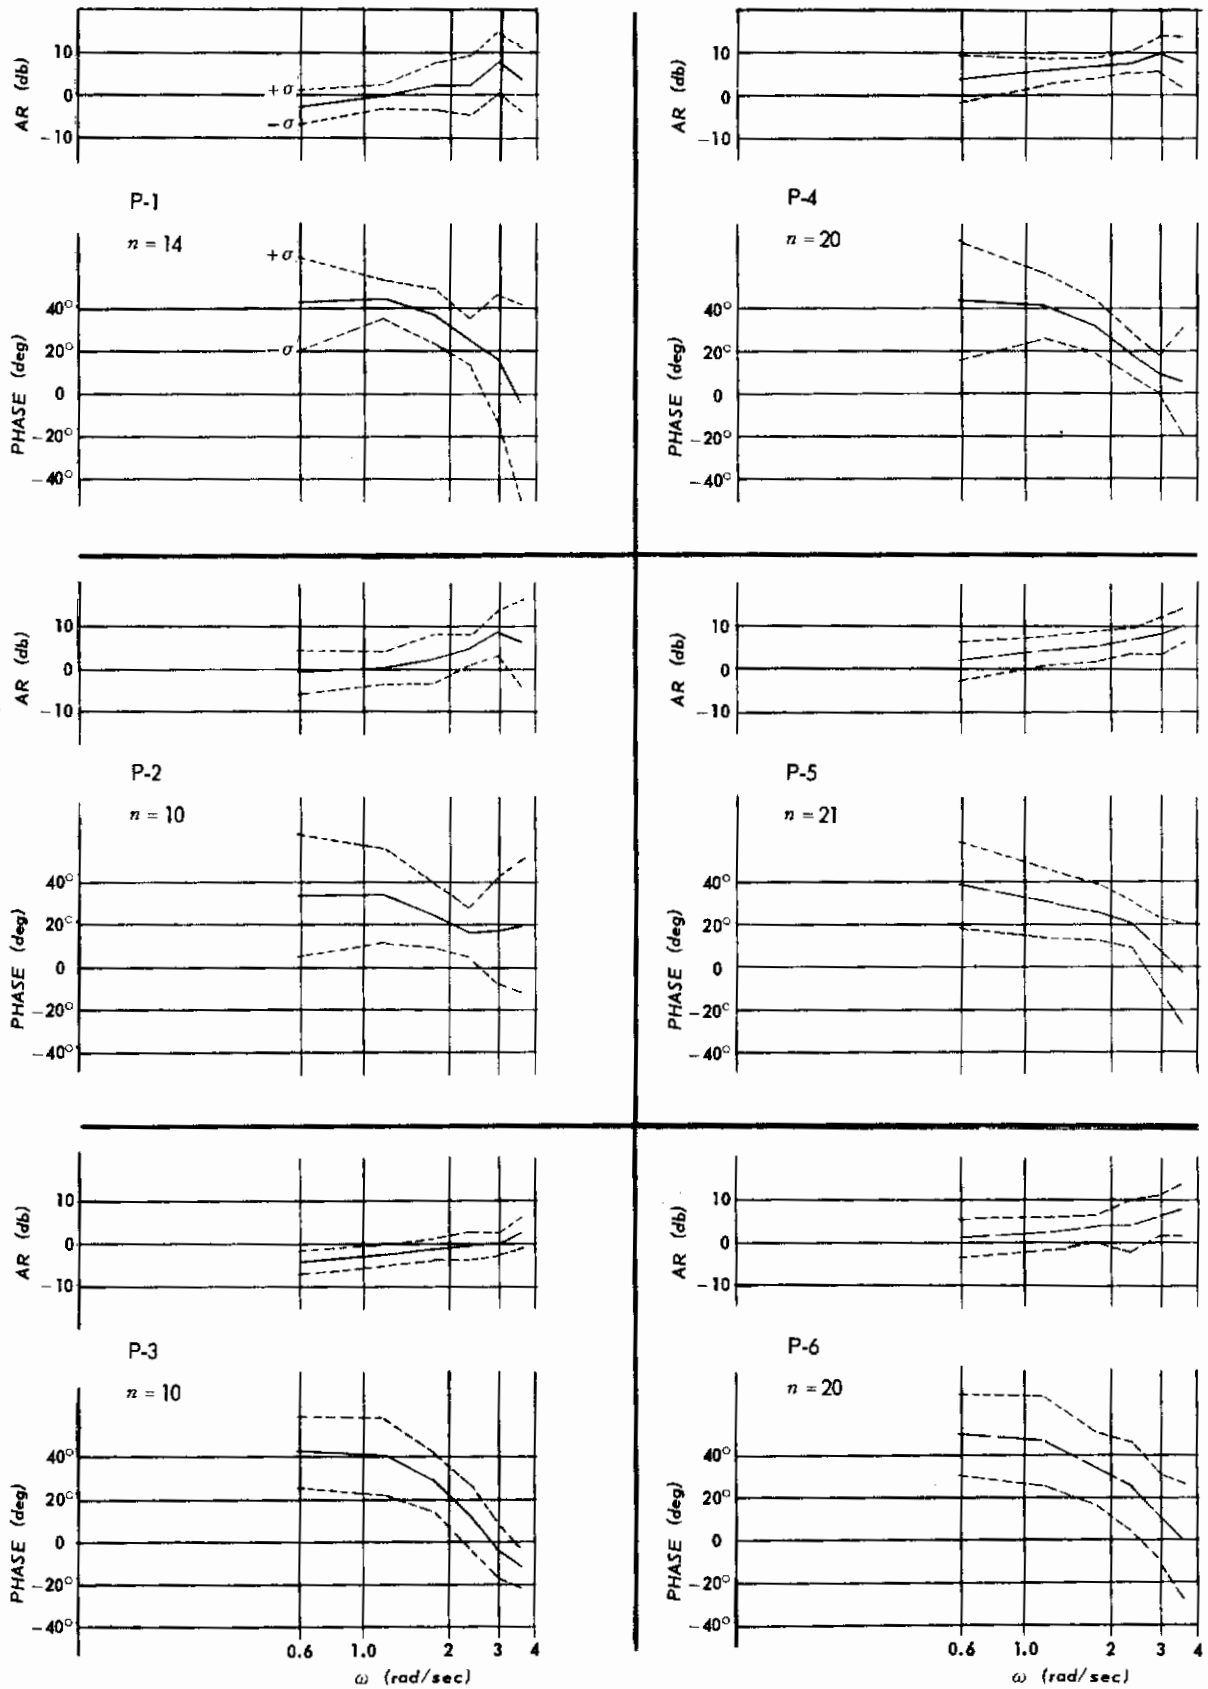 AR (db)
10
0
−10
+σ
−σ
P-1
n = 14
PHASE (deg)
40°
20°
0
−20°
−40°
+σ
−σ
AR (db)
10
0
−10
P-4
n = 20
PHASE (deg)
40°
20°
0
−20°
−40°
AR (db)
10
0
−10
P-2
n = 10
PHASE (deg)
40°
20°
0
−20°
−40°
AR (db)
10
0
−10
P-5
n = 21
PHASE (deg)
40°
20°
0
−20°
−40°
AR (db)
10
0
−10
P-3
n = 10
PHASE (deg)
40°
20°
0
−20°
−40°
0.6 1.0 2 3 4
ω (rad/sec)
AR (db)
10
0
−10
P-6
n = 20
PHASE (deg)
40°
20°
0
−20°
−40°
0.6 1.0 2 3 4
ω (rad/sec)